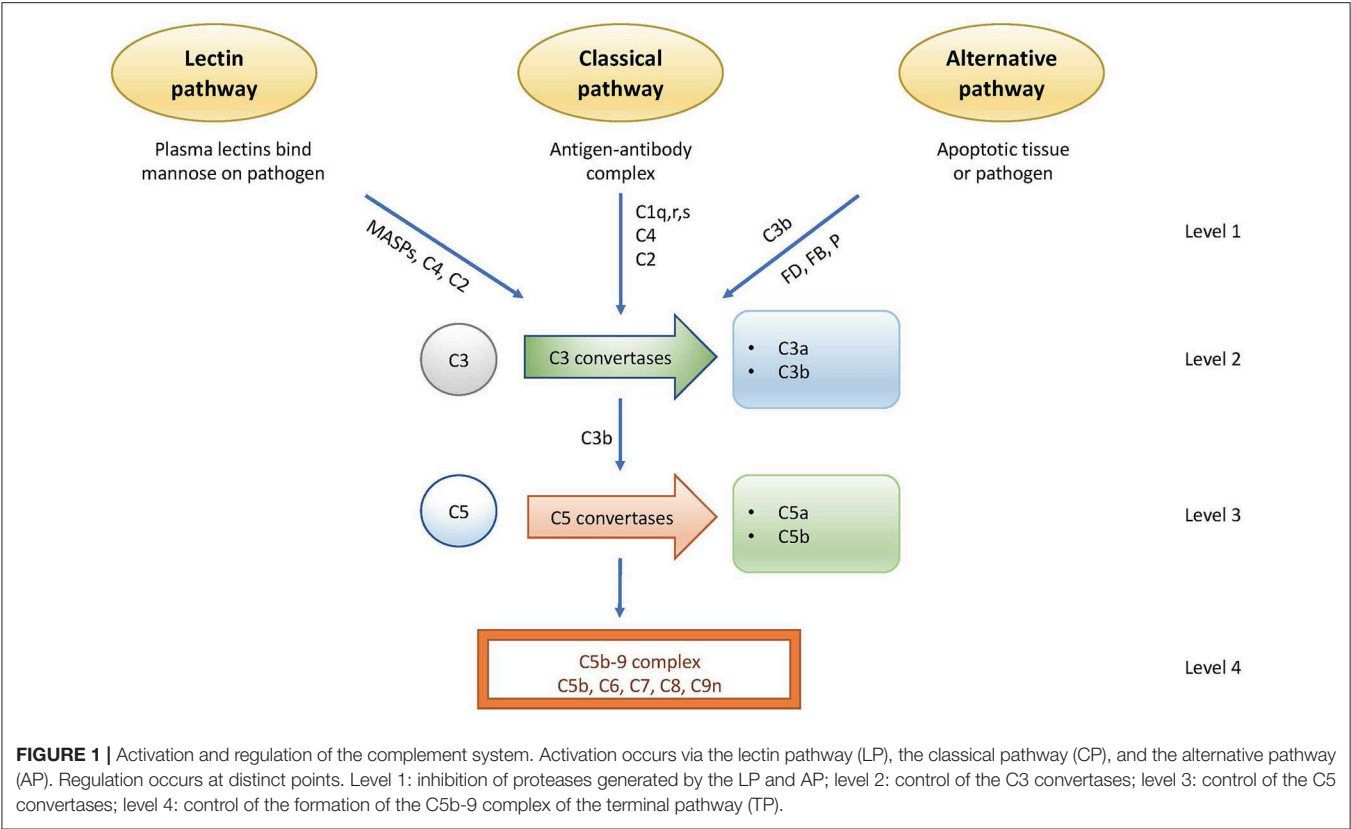 Lectin
pathway
Classical
pathway
Alternative
pathway
Plasma lectins bind
mannose on pathogen
Antigen-antibody
complex
Apoptotic tissue
or pathogen
MASPs, C4, C2
C1q,r,s
C4
C2
C3b
FD, FB, P
Level 1
C3
C3 convertases
• C3a
• C3b
Level 2
C3b
C5
C5 convertases
• C5a
• C5b
Level 3
C5b-9 complex
C5b, C6, C7, C8, C9n
Level 4
FIGURE 1 | Activation and regulation of the complement system. Activation occurs via the lectin pathway (LP), the classical pathway (CP), and the alternative pathway
(AP). Regulation occurs at distinct points. Level 1: inhibition of proteases generated by the LP and AP; level 2: control of the C3 convertases; level 3: control of the C5
convertases; level 4: control of the formation of the C5b-9 complex of the terminal pathway (TP).